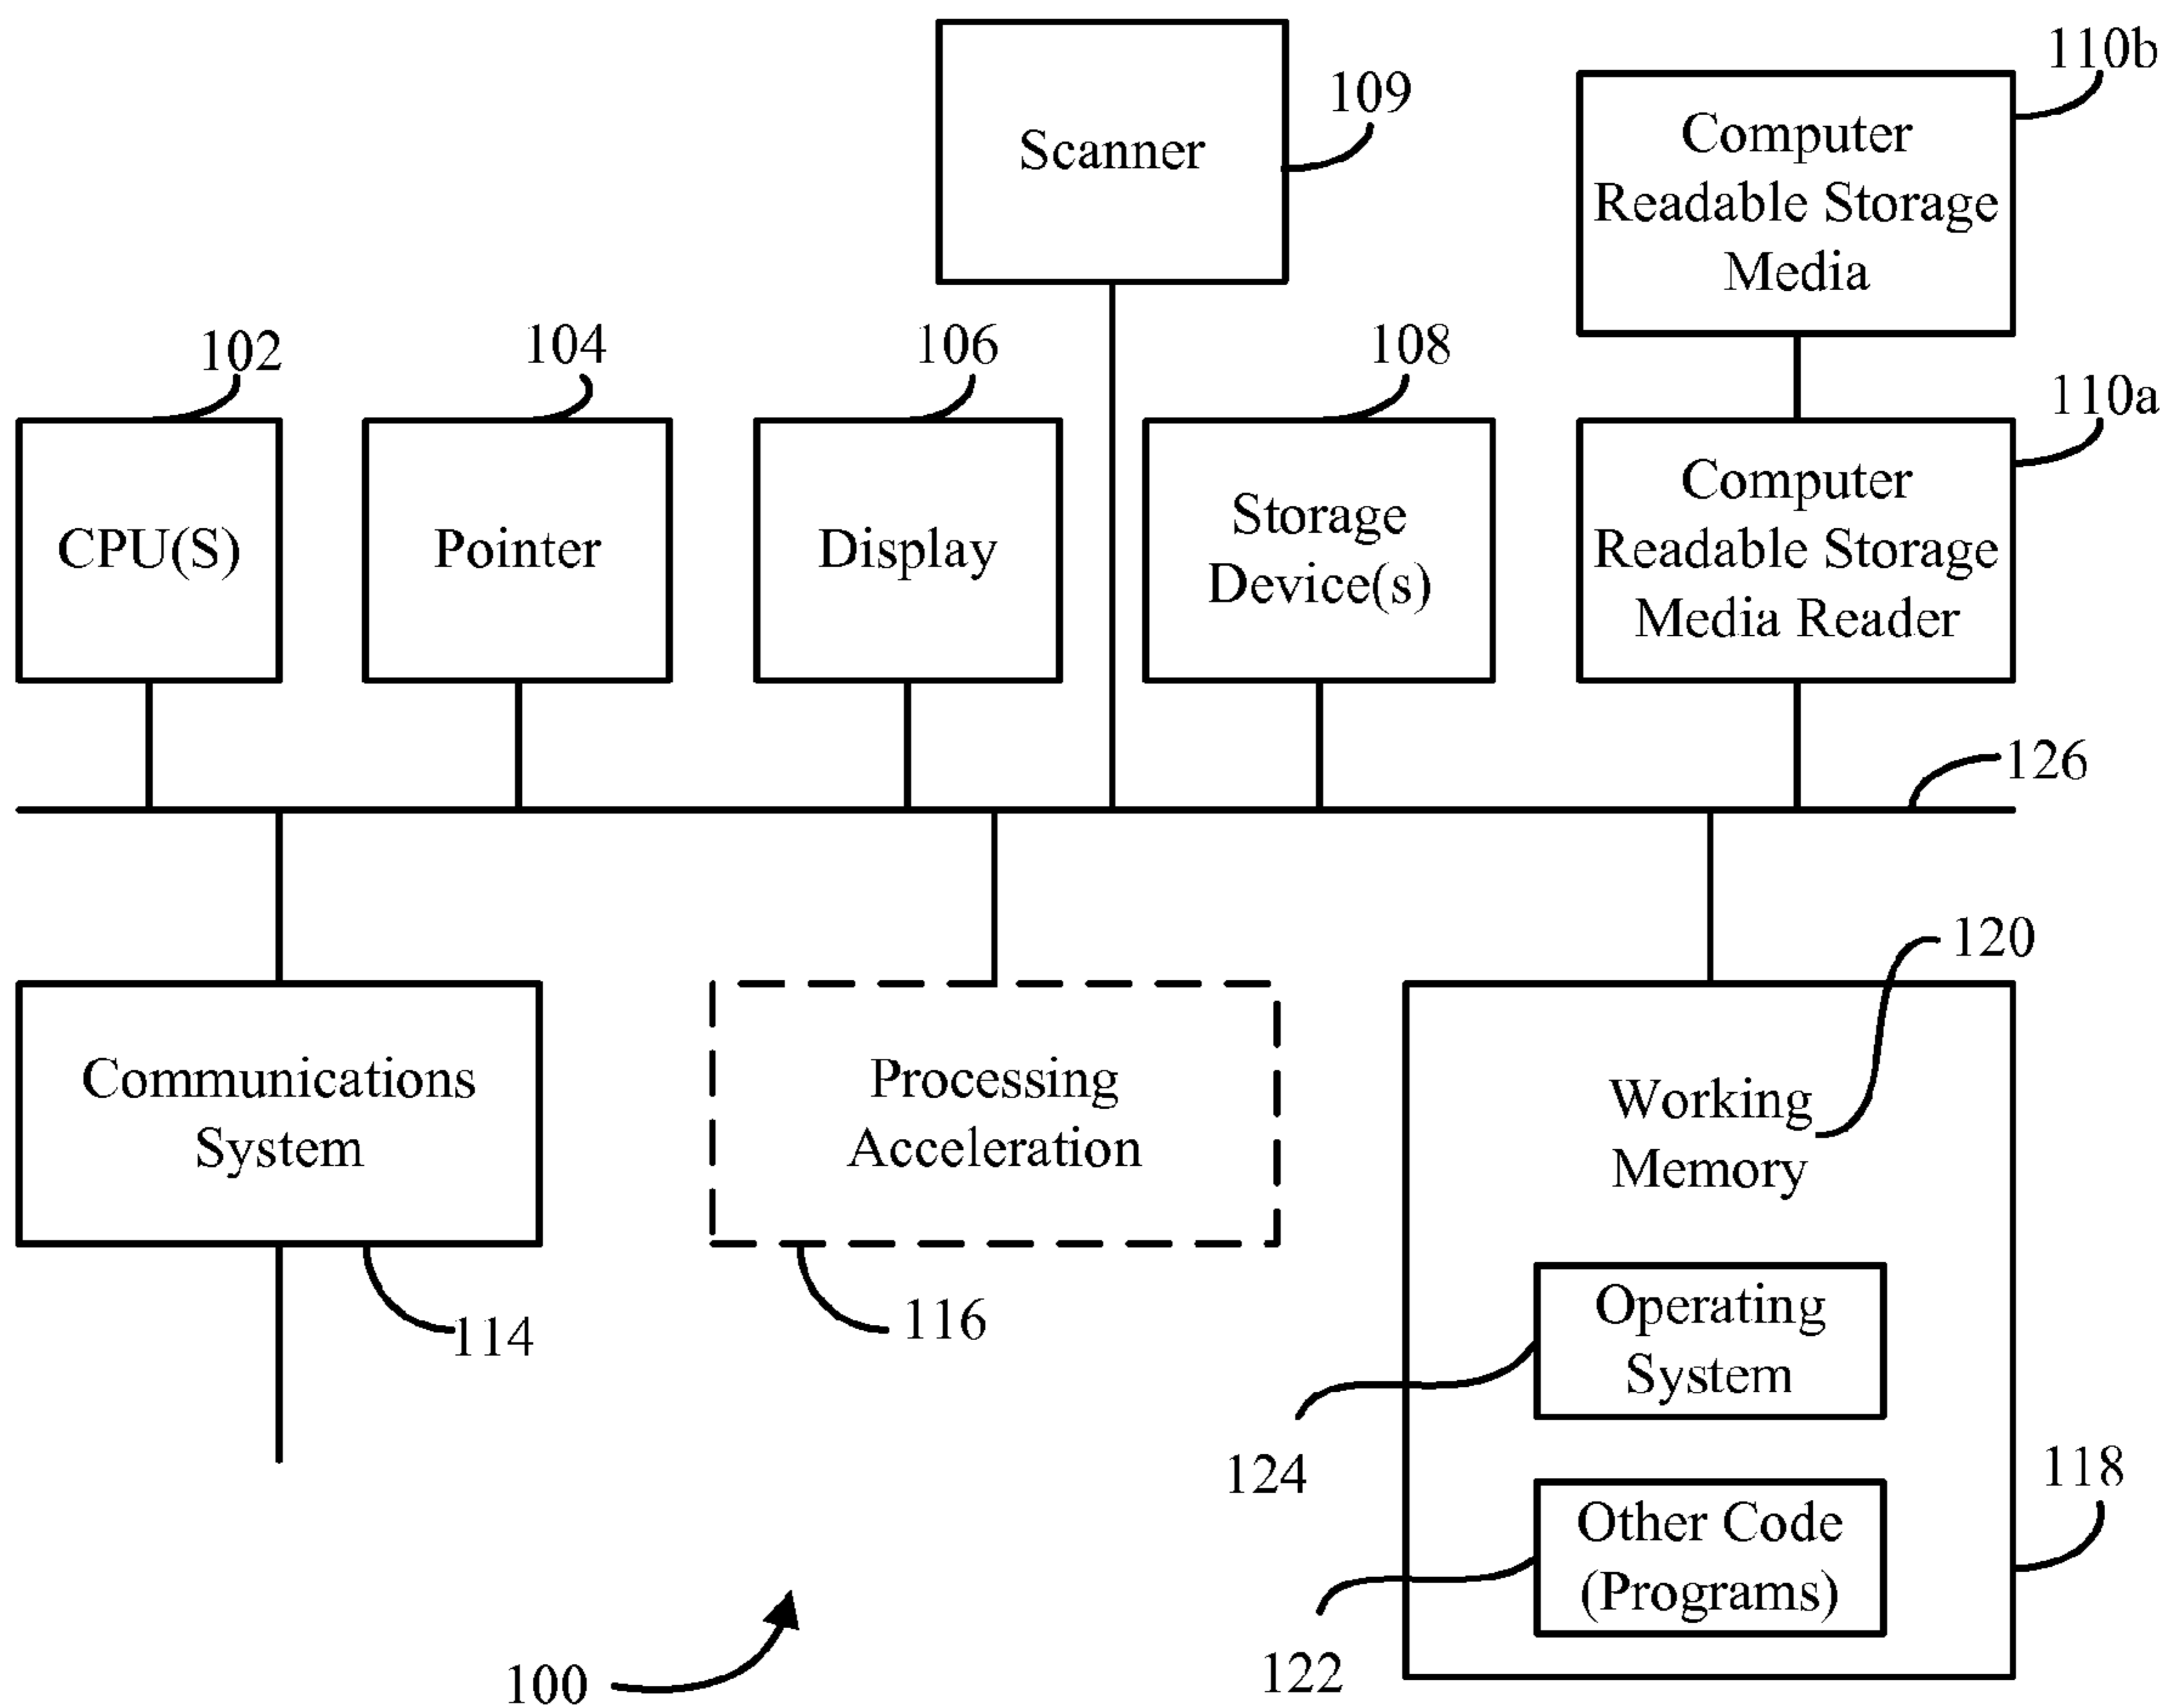 110b
109
Scanner
Computer
Readable Storage
Media
102
104
106
108
110a
CPU(S)
Pointer
Display
Storage
Device(s)
Computer
Readable Storage
Media Reader
126
120
Communications
System
Processing
Acceleration
Working
Memory
114
116
Operating
System
124
118
Other Code
(Programs)
122
100